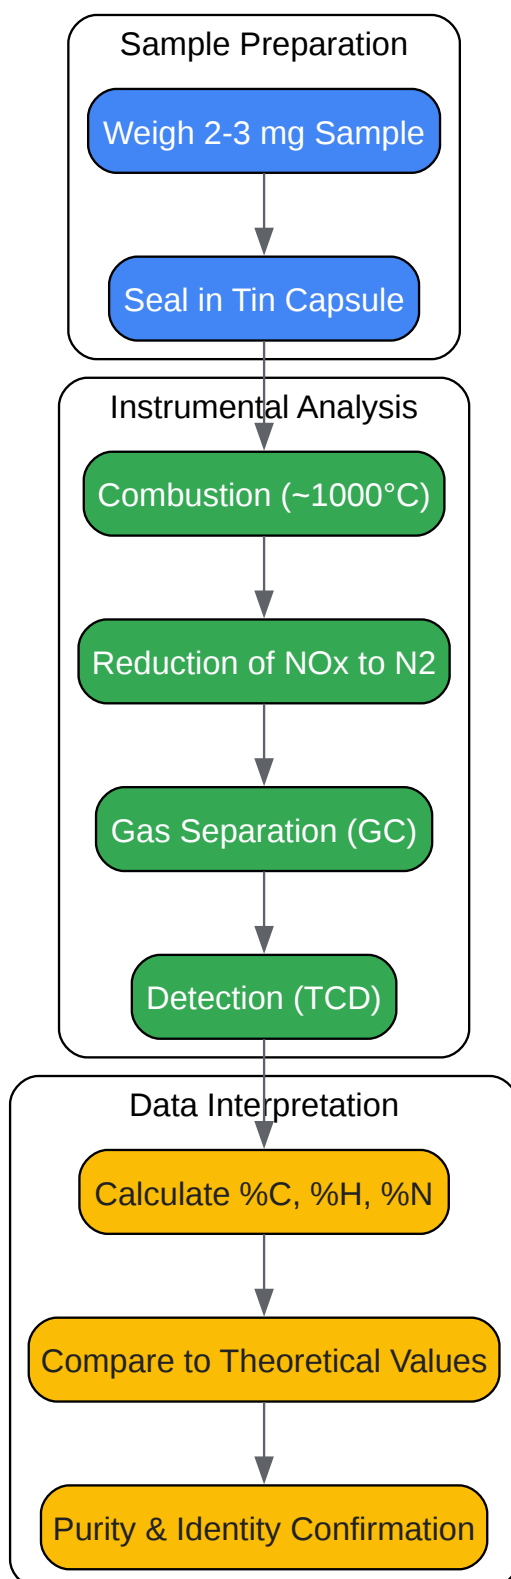 Sample Preparation
Weigh 2-3 mg Sample
Seal in Tin Capsule
Instrumental Analysis
Combustion (~1000°C)
Reduction of NOx to N2
Gas Separation (GC)
Detection (TCD)
Data Interpretation
Calculate %C, %H, %N
Compare to Theoretical Values
Purity & Identity Confirmation